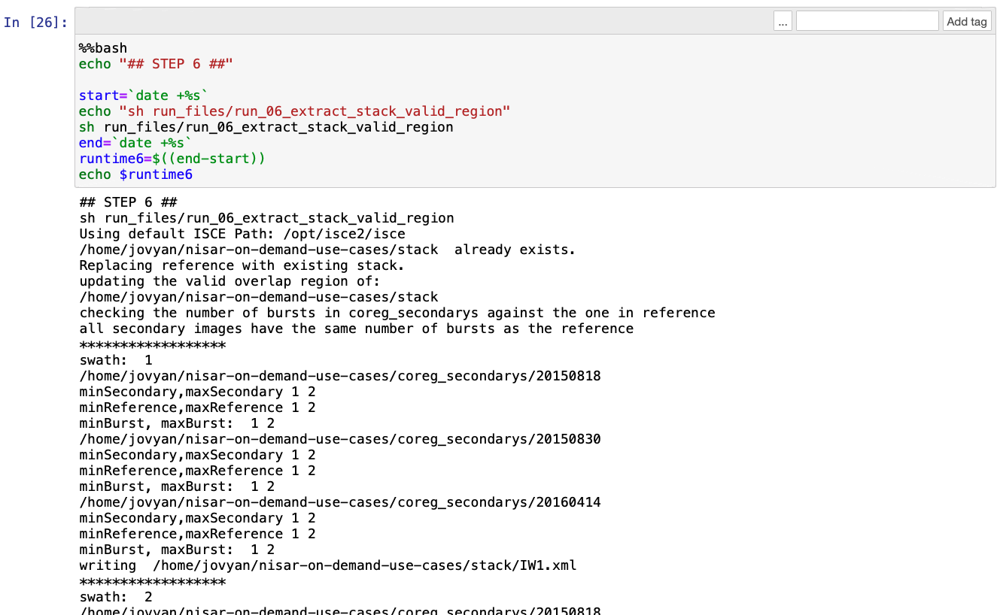 In [26]:
... Add tag
%%bash
echo "## STEP 6 ##"
start=`date +%s`
echo "sh run_files/run_06_extract_stack_valid_region"
sh run_files/run_06_extract_stack_valid_region
end=`date +%s`
runtime6=$((end-start))
echo $runtime6
## STEP 6 ##
sh run_files/run_06_extract_stack_valid_region
Using default ISCE Path: /opt/isce2/isce
/home/jovyan/nisar-on-demand-use-cases/stack  already exists.
Replacing reference with existing stack.
updating the valid overlap region of:
/home/jovyan/nisar-on-demand-use-cases/stack
checking the number of bursts in coreg_secondarys against the one in reference
all secondary images have the same number of bursts as the reference
******************
swath:  1
/home/jovyan/nisar-on-demand-use-cases/coreg_secondarys/20150818
minSecondary,maxSecondary 1 2
minReference,maxReference 1 2
minBurst, maxBurst:  1 2
/home/jovyan/nisar-on-demand-use-cases/coreg_secondarys/20150830
minSecondary,maxSecondary 1 2
minReference,maxReference 1 2
minBurst, maxBurst:  1 2
/home/jovyan/nisar-on-demand-use-cases/coreg_secondarys/20160414
minSecondary,maxSecondary 1 2
minReference,maxReference 1 2
minBurst, maxBurst:  1 2
writing  /home/jovyan/nisar-on-demand-use-cases/stack/IW1.xml
******************
swath:  2
/home/jovyan/nisar-on-demand-use-cases/coreg_secondarys/20150818